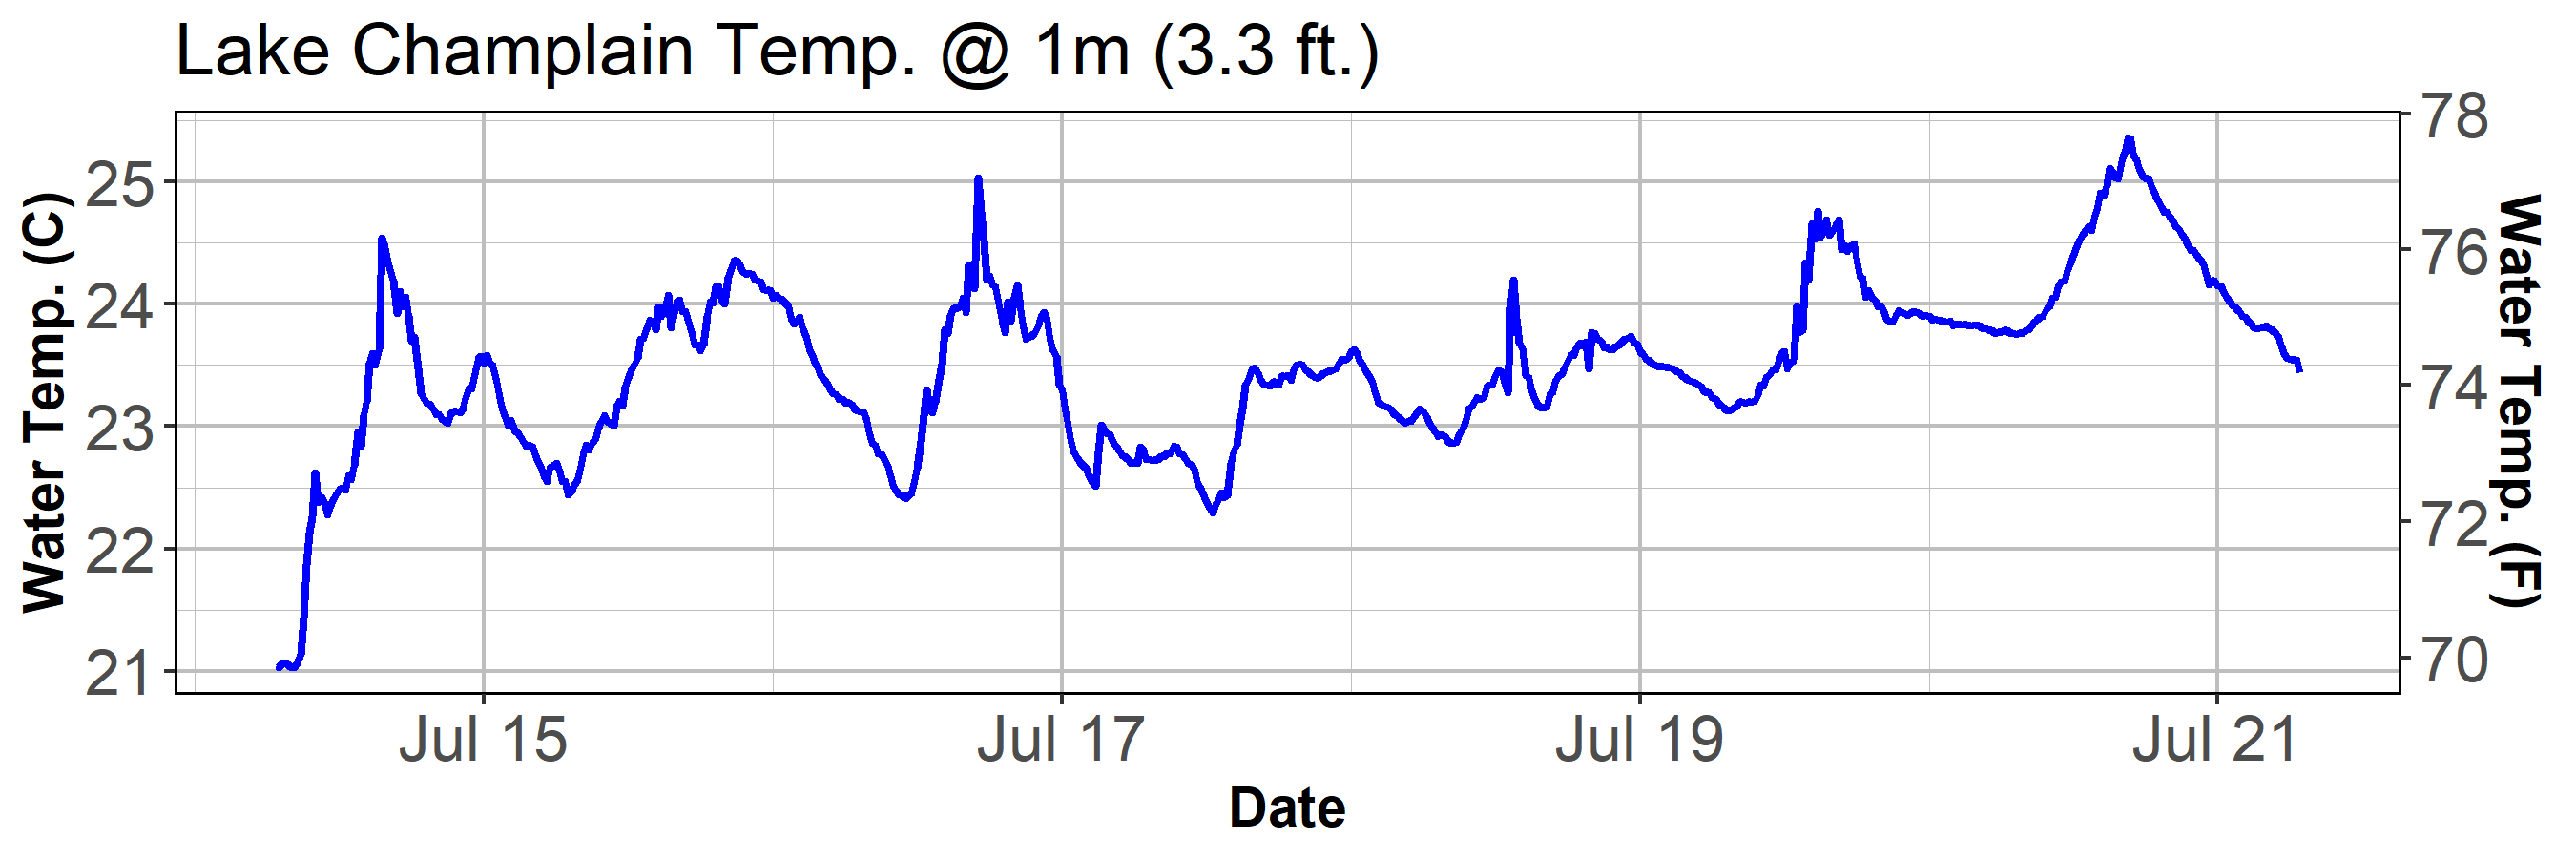 Lake Champlain Temp. @ 1m (3.3 ft.)
Water Temp. (C)
25
24
23
22
21
78
76
74
72
70
Water Temp. (F)
Jul 15
Jul 17
Jul 19
Jul 21
Date